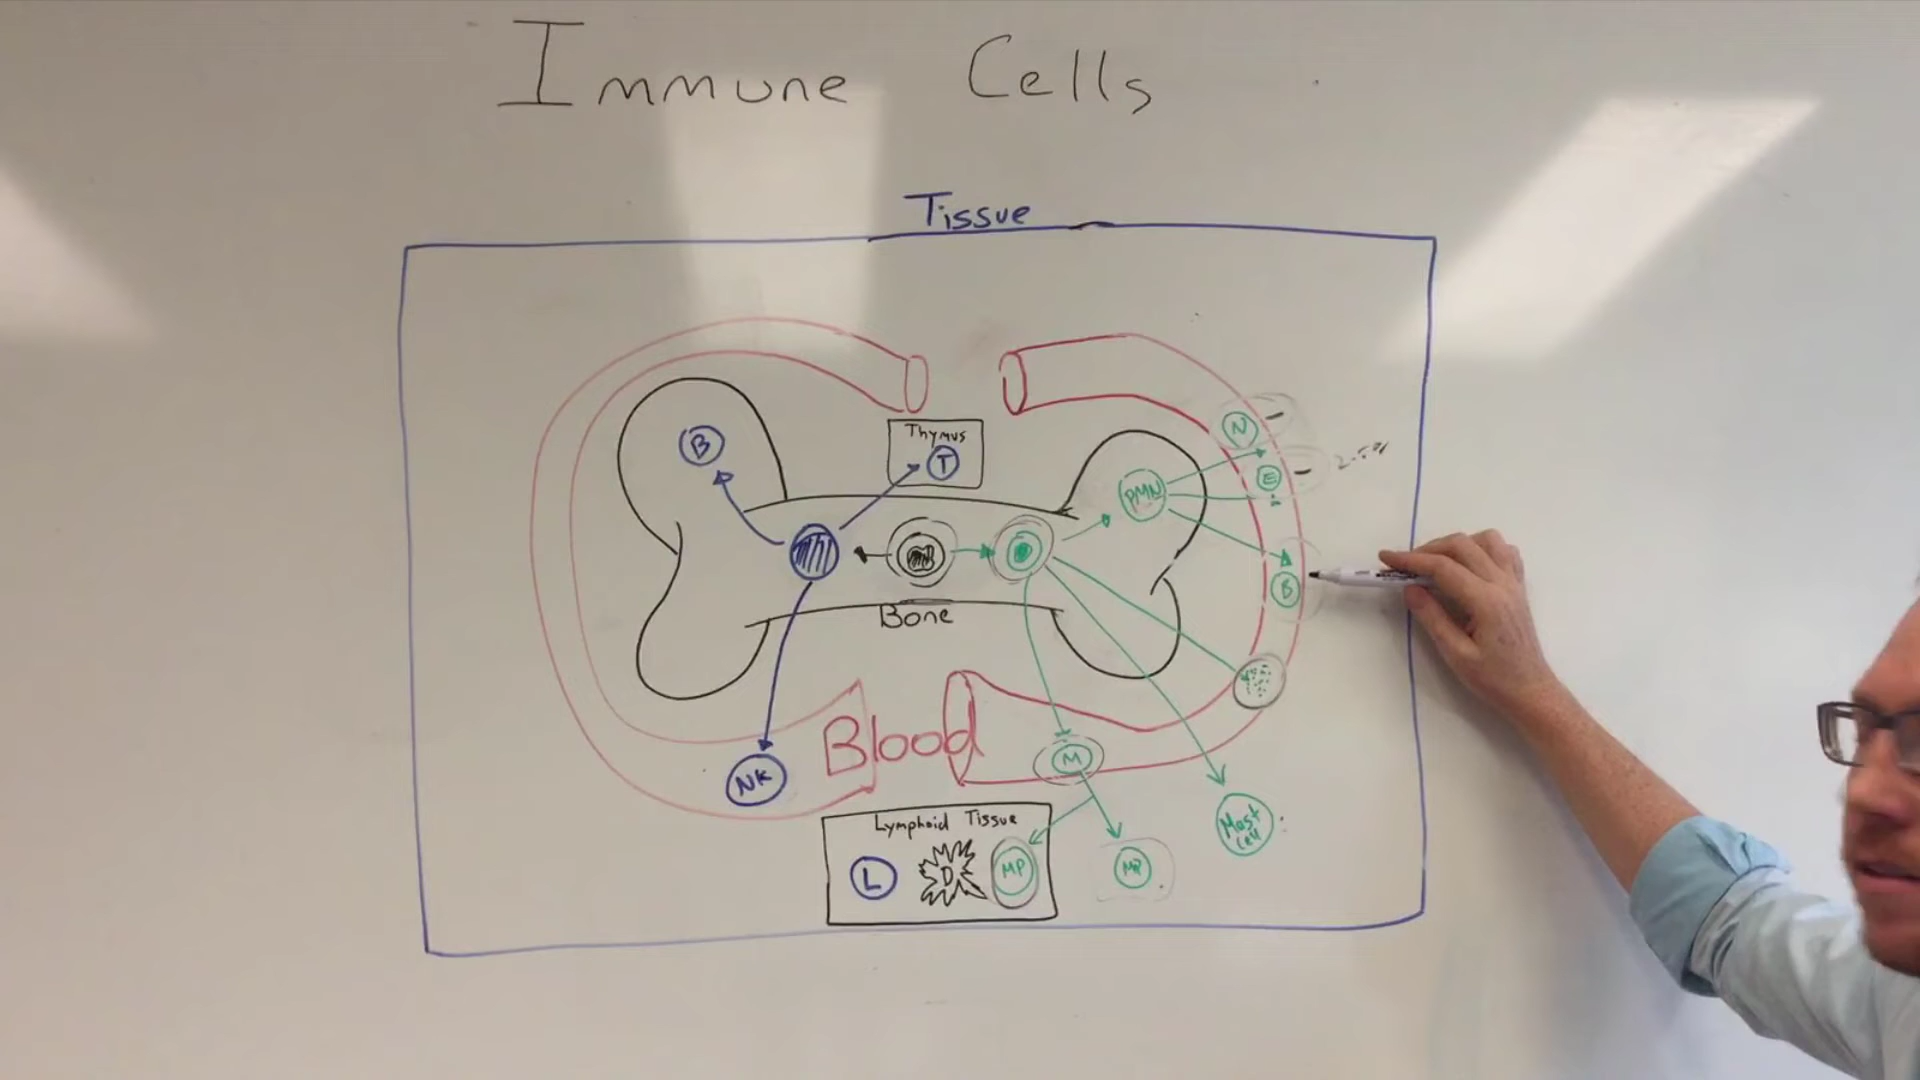 Immune Cells
Tissue
Thymus
T
B
N
E
PMN
B
Bone
Blood
M
NK
Mast
cell
Lymphoid Tissue
L
D
MP
MP